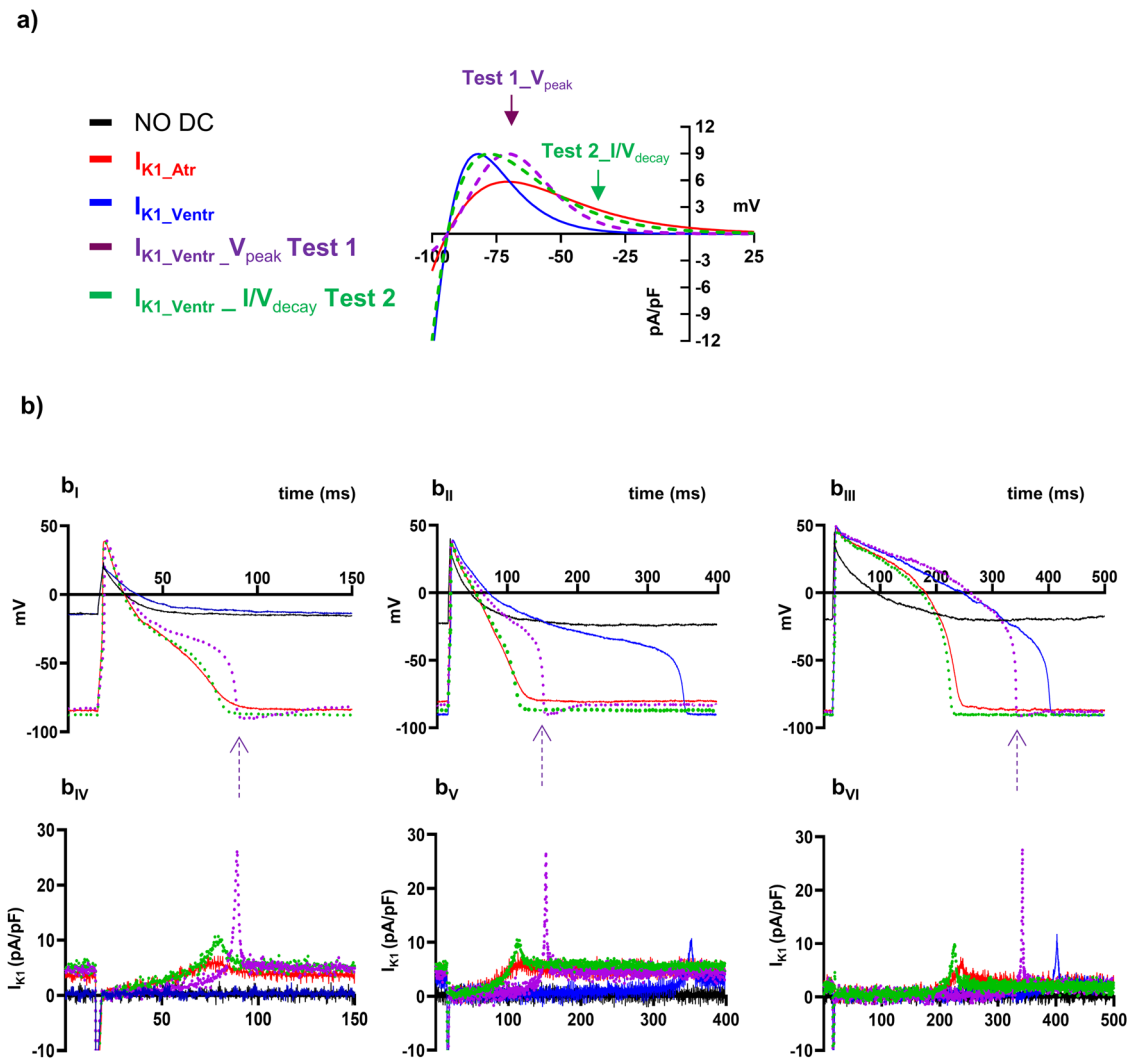 a)
Test 1_Vpeak
NO DC
IK1_Atr
IK1_Ventr
IK1_Ventr_Vpeak Test 1
IK1_Ventr_ I/Vdecay Test 2
Test 2_I/Vdecay
12
9
6
3
mV
-100 -75 -50 -25 25
-3
-6
-9
-12
pA/pF
b)
bI time (ms)
50
0
-50
-100
mV
50 100 150
bII time (ms)
50
0
-50
-100
mV
100 200 300 400
bIII time (ms)
50
0
-50
-100
mV
100 200 300 400 500
bIV
30
20
10
0
-10
IK1 (pA/pF)
50 100 150
bV
30
20
10
0
-10
IK1 (pA/pF)
100 200 300 400
bVI
30
20
10
0
-10
IK1 (pA/pF)
100 200 300 400 500